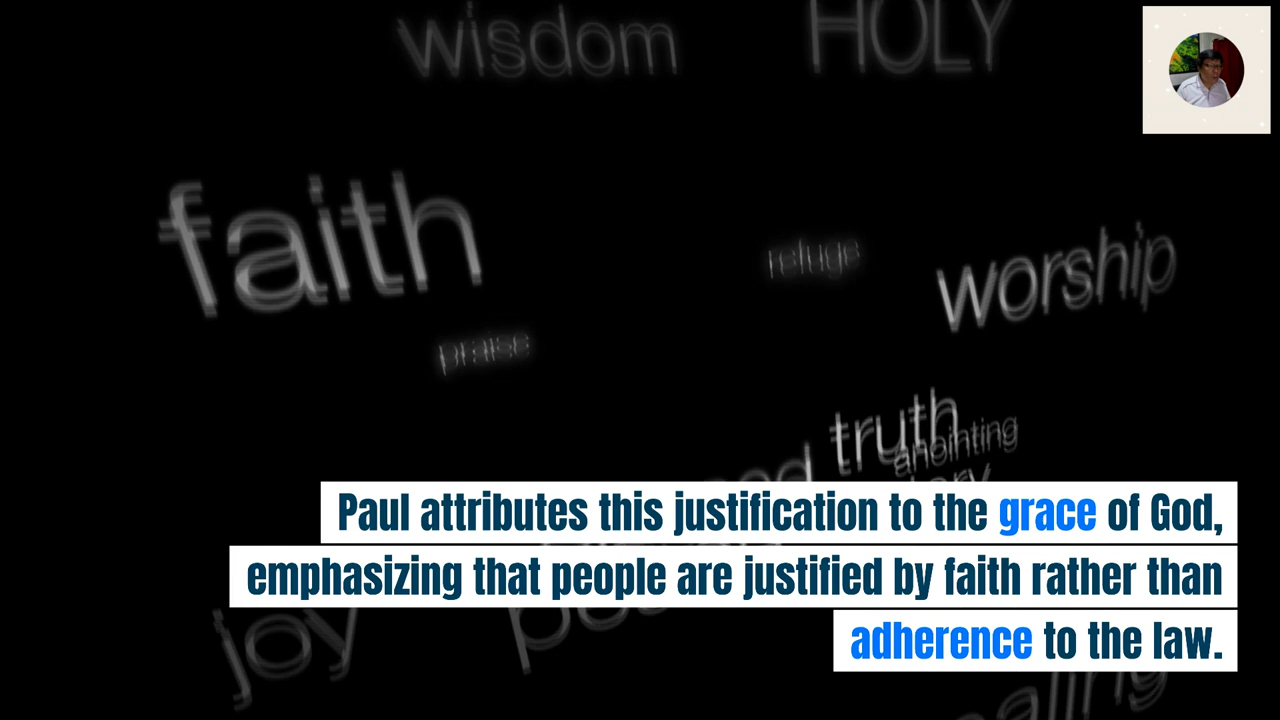 wisdom HOLY
faith
refuge
worship
praise
truth
anointing
Paul attributes this justification to the grace of God,
emphasizing that people are justified by faith rather than
adherence to the law.
joy